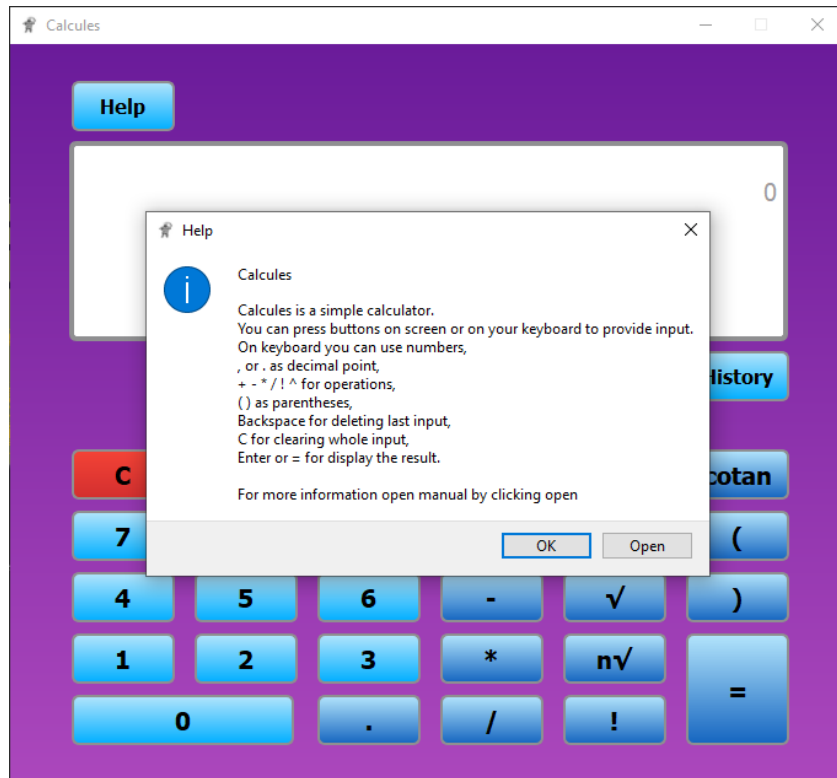 Calcules
Help
0
Help
Calcules
Calcules is a simple calculator.
You can press buttons on screen or on your keyboard to provide input.
On keyboard you can use numbers,
, or . as decimal point,
+ - * / ! ^ for operations,
( ) as parentheses,
Backspace for deleting last input,
C for clearing whole input,
Enter or = for display the result.
For more information open manual by clicking open
OK Open
History
C cotan
7 (
4 5 6 - √ )
1 2 3 * n√ =
0 . / !